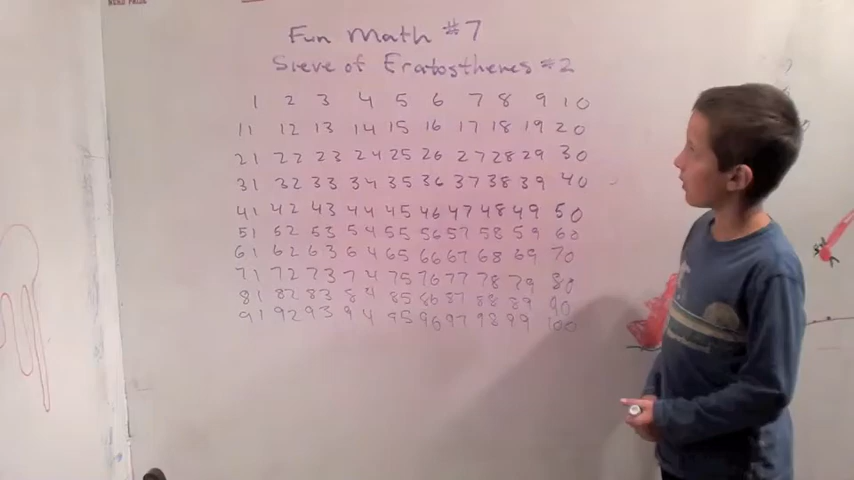 Fun Math #7
Sieve of Eratosthenes #2
1 2 3 4 5 6 7 8 9 10
11 12 13 14 15 16 17 18 19 20
21 22 23 24 25 26 27 28 29 30
31 32 33 34 35 36 37 38 39 40
41 42 43 44 45 46 47 48 49 50
51 52 53 54 55 56 57 58 59 60
61 62 63 64 65 66 67 68 69 70
71 72 73 74 75 76 77 78 79 80
81 82 83 84 85 86 87 88 89 90
91 92 93 94 95 96 97 98 99 100